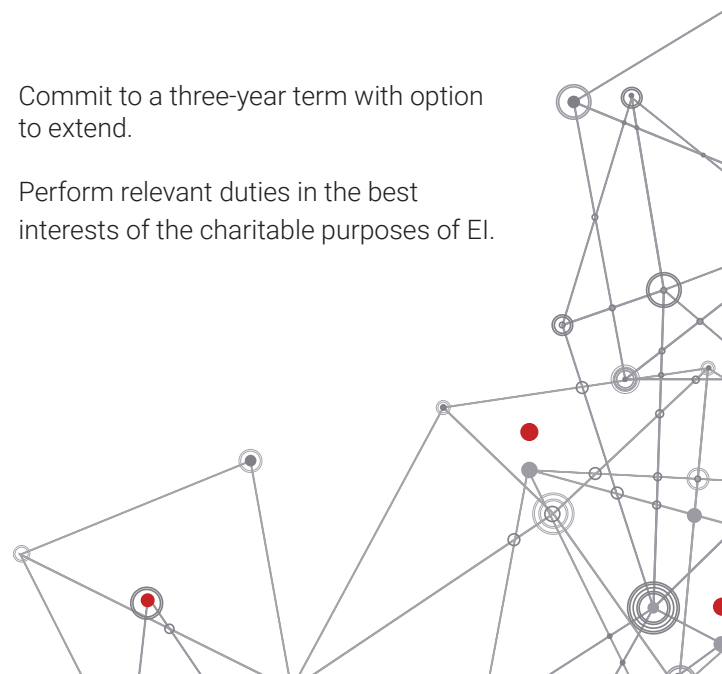 Commit to a three-year term with option
to extend.
Perform relevant duties in the best
interests of the charitable purposes of EI.